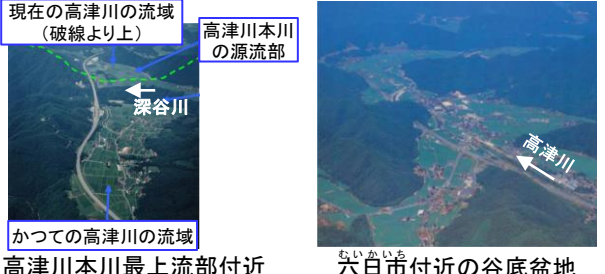 現在の高津川の流域
（破線より上）
高津川本川
の源流部
深谷川
かつての高津川の流域
高津川本川最上流部付近
高津川
むいかいち
六日市付近の谷底盆地